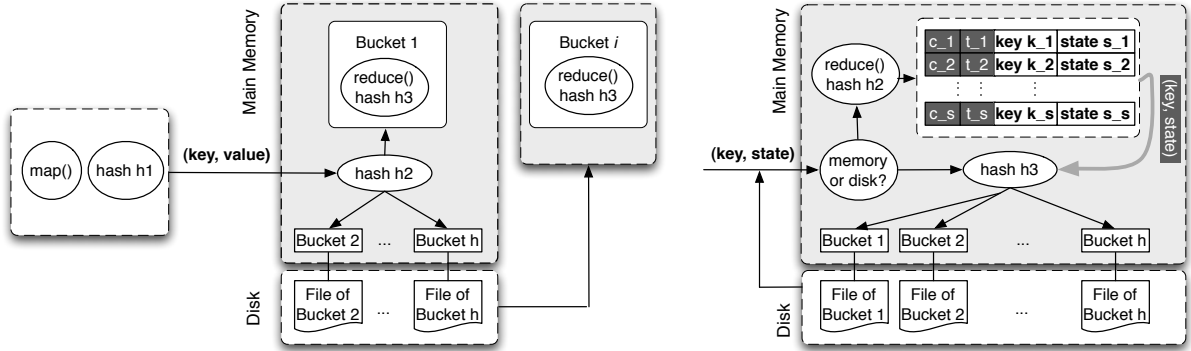 map()
hash h1
(key, value)
Main Memory
Bucket 1
reduce()
hash h3
hash h2
Bucket 2
...
Bucket h
Disk
File of
Bucket 2
...
File of
Bucket h
Bucket i
reduce()
hash h3
(key, state)
Main Memory
reduce()
hash h2
memory
or disk?
c_1 t_1 key k_1 state s_1
c_2 t_2 key k_2 state s_2
⋮ ⋮ ⋮ ⋮
c_s t_s key k_s state s_s
(key, state)
hash h3
Bucket 1
Bucket 2
...
Bucket h
Disk
File of
Bucket 1
File of
Bucket 2
...
File of
Bucket h